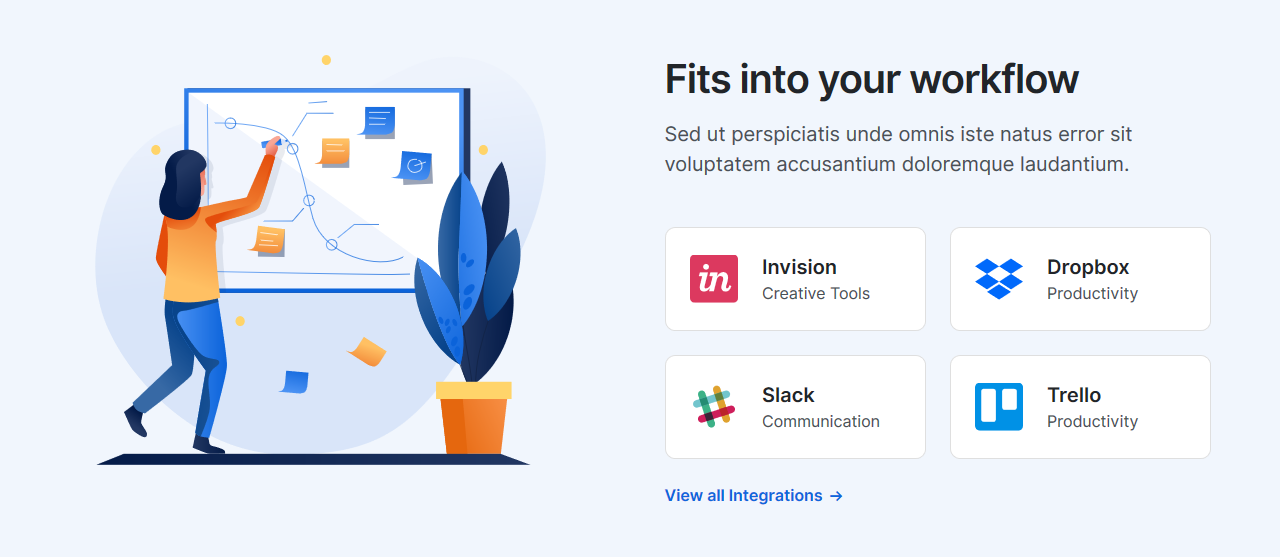 Fits into your workflow
Sed ut perspiciatis unde omnis iste natus error sit
voluptatem accusantium doloremque laudantium.
in
Invision
Creative Tools
Dropbox
Productivity
Slack
Communication
Trello
Productivity
View all Integrations →